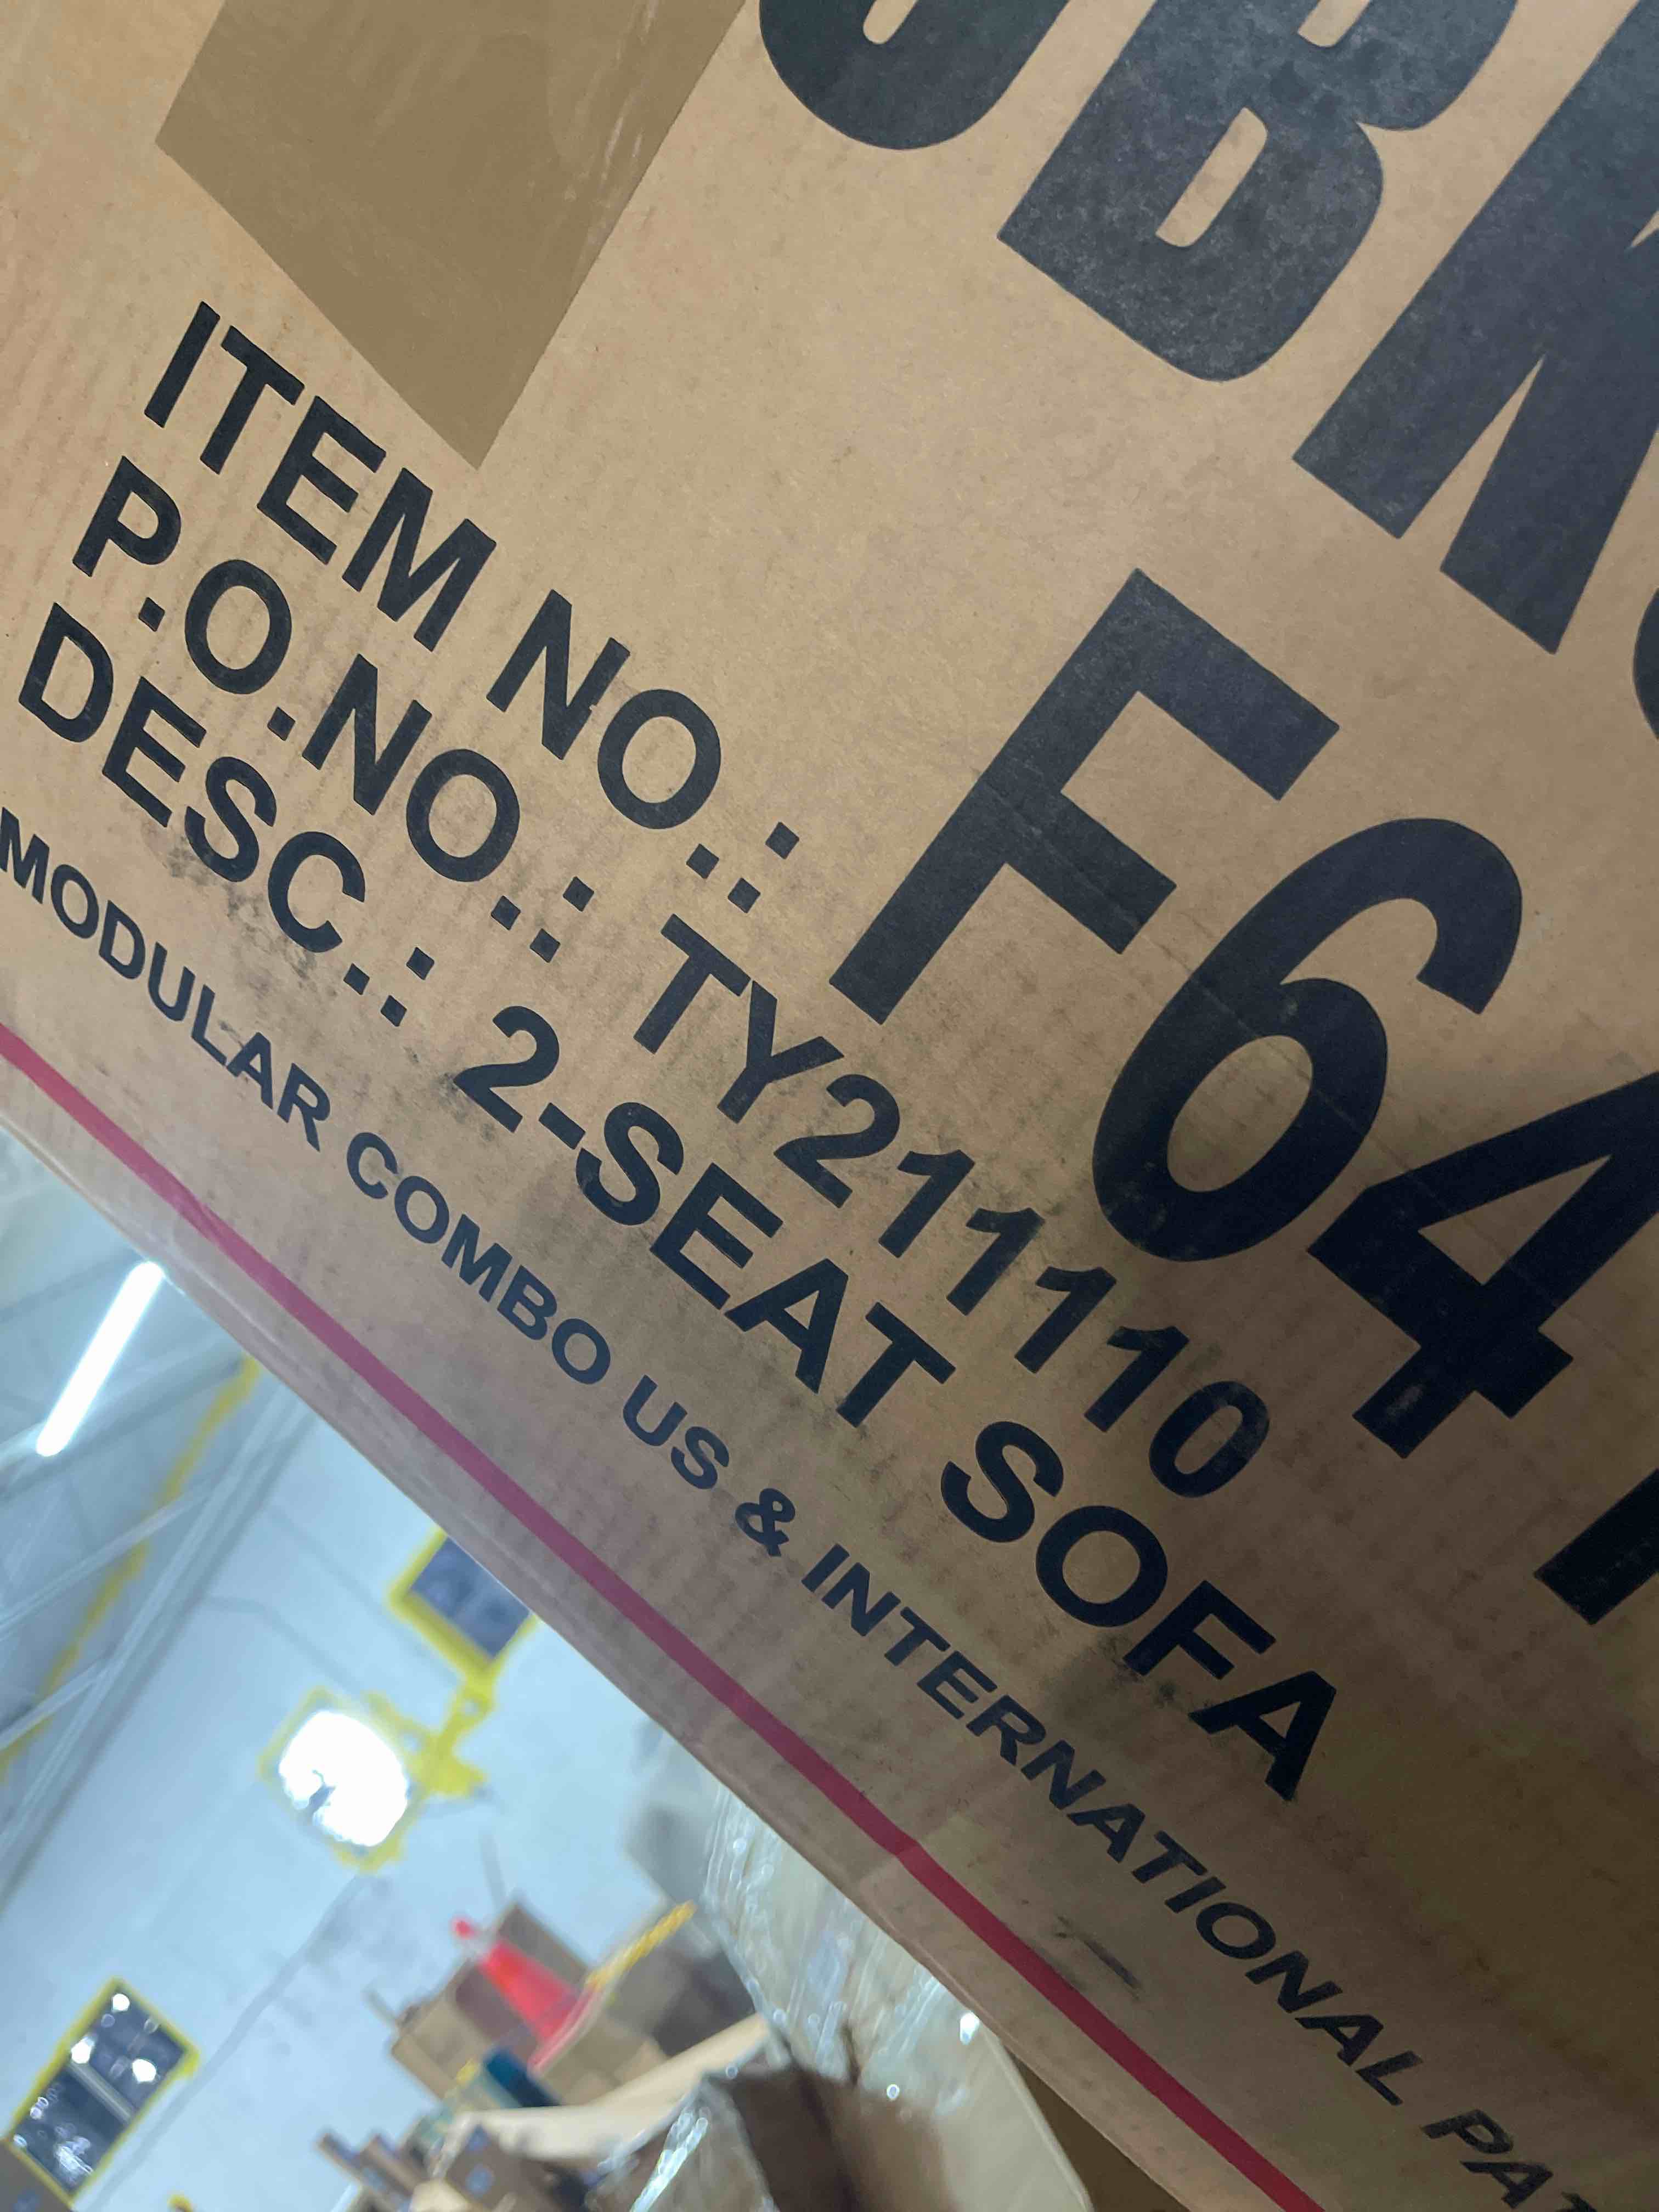 ITEM NO.: F64
P.O.NO.: TY211110
DESC.: 2-SEAT SOFA
MODULAR COMBO US & INTERNATIONAL